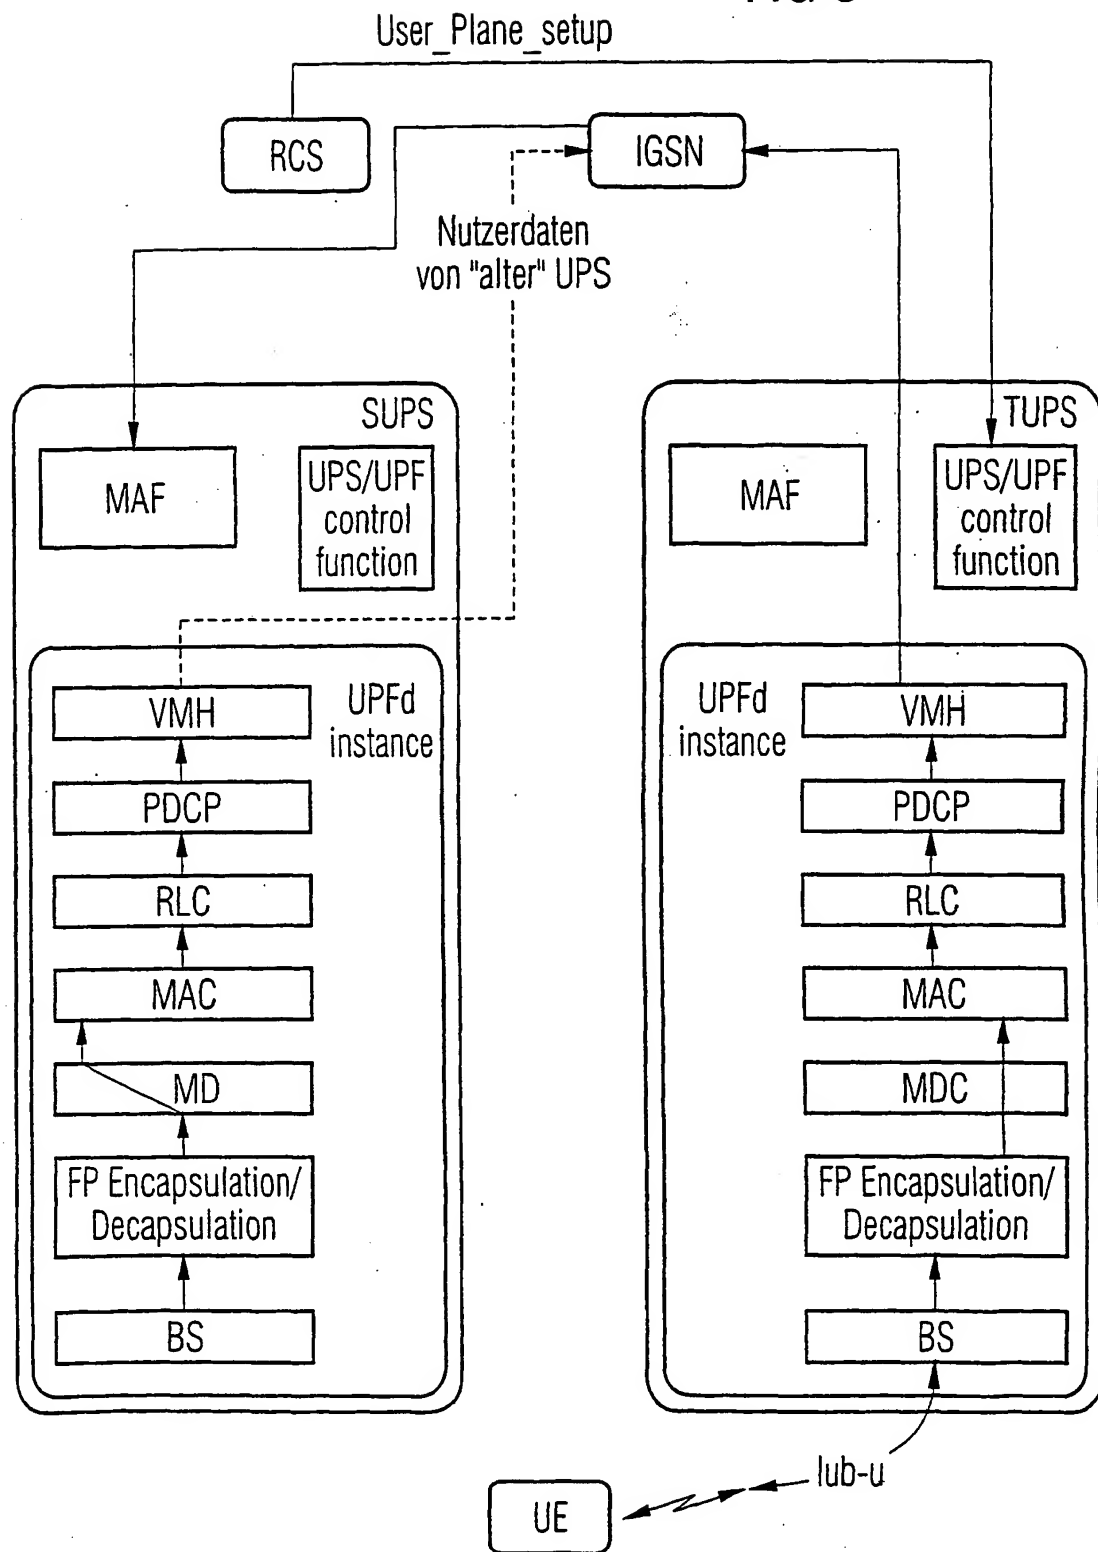 User_Plane_setup
RCS
IGSN
Nutzerdaten
von "alter" UPS
SUPS
MAF
UPS/UPF
control
function
UPFd
instance
VMH
PDCP
RLC
MAC
MD
FP Encapsulation/
Decapsulation
BS
TUPS
MAF
UPS/UPF
control
function
UPFd
instance
VMH
PDCP
RLC
MAC
MDC
FP Encapsulation/
Decapsulation
BS
Iub-u
UE